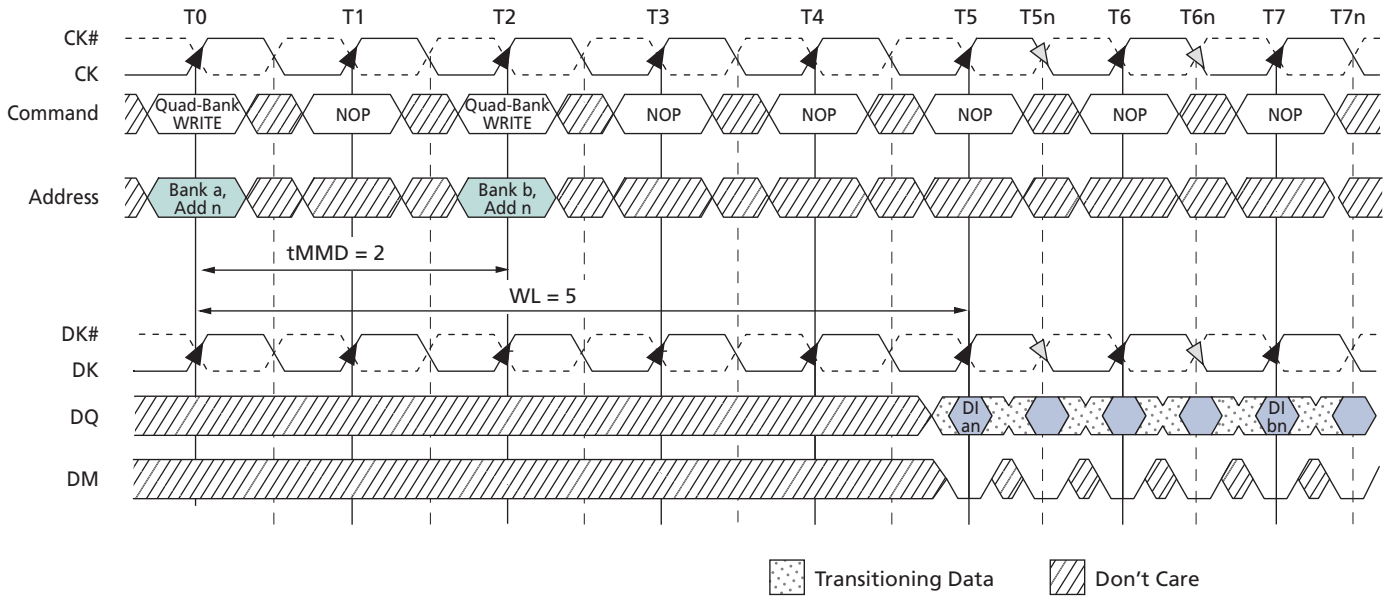 T0 T1 T2 T3 T4 T5 T5n T6 T6n T7 T7n
CK#
CK
Command
Quad-Bank
WRITE
NOP
Quad-Bank
WRITE
NOP
NOP
NOP
NOP
NOP
Address
Bank a,
Add n
Bank b,
Add n
tMMD = 2
WL = 5
DK#
DK
DQ
DI
an
DI
bn
DM
Transitioning Data
Don't Care